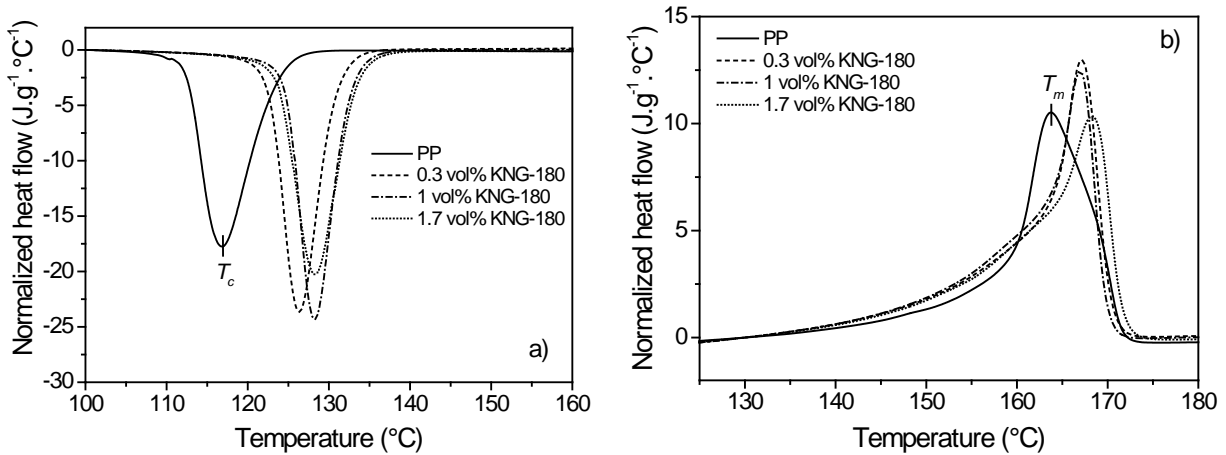 0
-5
-10
-15
-20
-25
-30
100
110
120
130
140
150
160
Normalized heat flow (J.g⁻¹.°C⁻¹)
Temperature (°C)
PP
0.3 vol% KNG-180
1 vol% KNG-180
1.7 vol% KNG-180
Tc
a)
15
10
5
0
130
140
150
160
170
180
Normalized heat flow (J.g⁻¹.°C⁻¹)
Temperature (°C)
PP
0.3 vol% KNG-180
1 vol% KNG-180
1.7 vol% KNG-180
Tm
b)